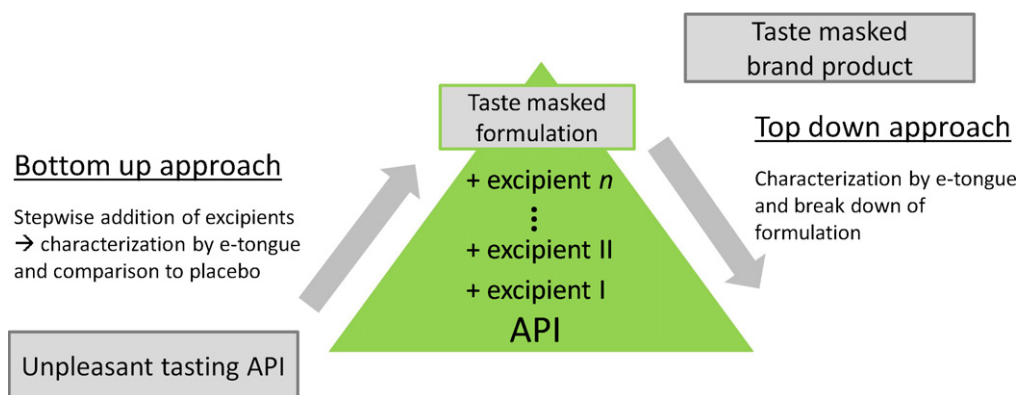 Taste masked
brand product
Taste masked
formulation
Top down approach
Bottom up approach
Characterization by e-tongue
and break down of
formulation
+ excipient n
⋮
Stepwise addition of excipients
→ characterization by e-tongue
and comparison to placebo
+ excipient II
+ excipient I
API
Unpleasant tasting API